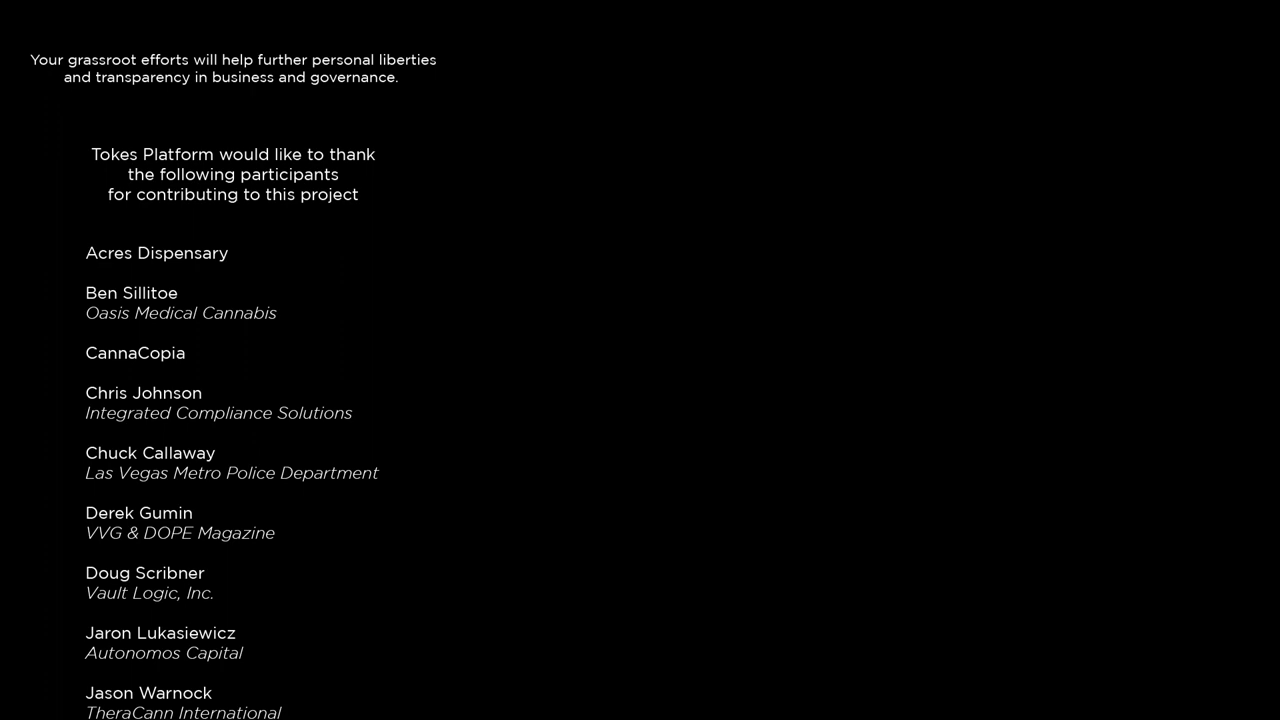 Your grassroot efforts will help further personal liberties
and transparency in business and governance.
Tokes Platform would like to thank
the following participants
for contributing to this project
Acres Dispensary
Ben Sillitoe
Oasis Medical Cannabis
CannaCopia
Chris Johnson
Integrated Compliance Solutions
Chuck Callaway
Las Vegas Metro Police Department
Derek Gumin
VVG & DOPE Magazine
Doug Scribner
Vault Logic, Inc.
Jaron Lukasiewicz
Autonomos Capital
Jason Warnock
TheraCann International